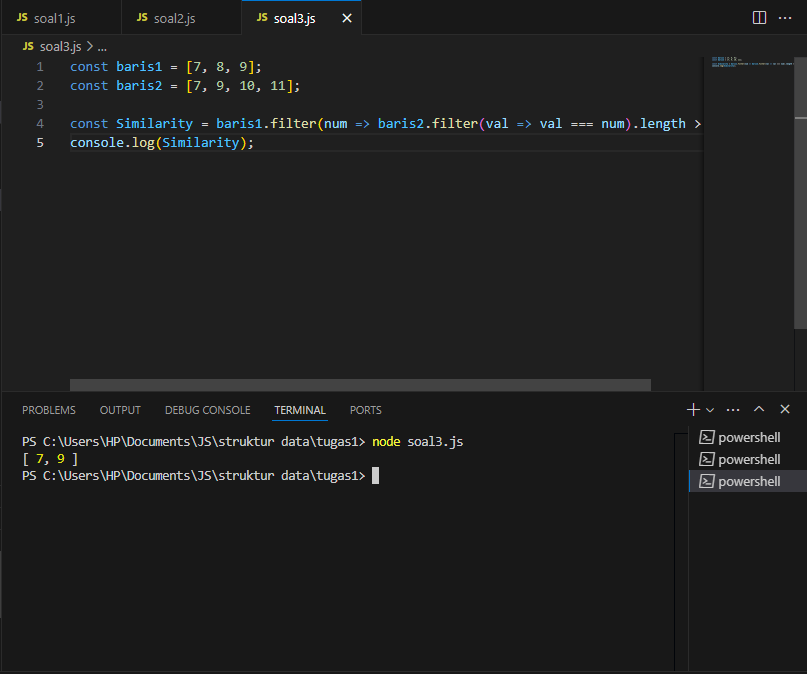 JS soal1.js JS soal2.js JS soal3.js
JS soal3.js > ...
1 const baris1 = [7, 8, 9];
2 const baris2 = [7, 9, 10, 11];
3
4 const Similarity = baris1.filter(num => baris2.filter(val => val === num).length >
5 console.log(Similarity);
PROBLEMS OUTPUT DEBUG CONSOLE TERMINAL PORTS
PS C:\Users\HP\Documents\JS\struktur data\tugas1> node soal3.js
[ 7, 9 ]
PS C:\Users\HP\Documents\JS\struktur data\tugas1>
powershell
powershell
powershell